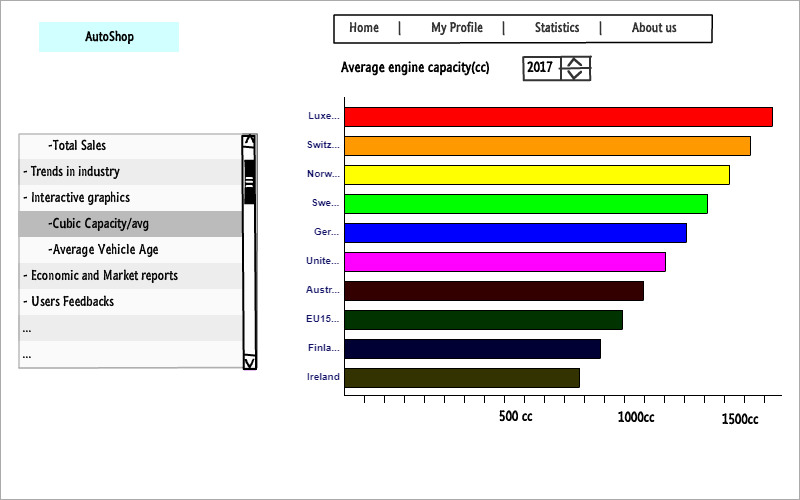 AutoShop
Home | My Profile | Statistics | About us
Average engine capacity(cc) 2017
-Total Sales
- Trends in industry
- Interactive graphics
-Cubic Capacity/avg
-Average Vehicle Age
- Economic and Market reports
- Users Feedbacks
...
...
Luxe...
Switz...
Norw...
Swe...
Ger...
Unite...
Austr...
EU15...
Finla...
Ireland
500 cc 1000cc 1500cc